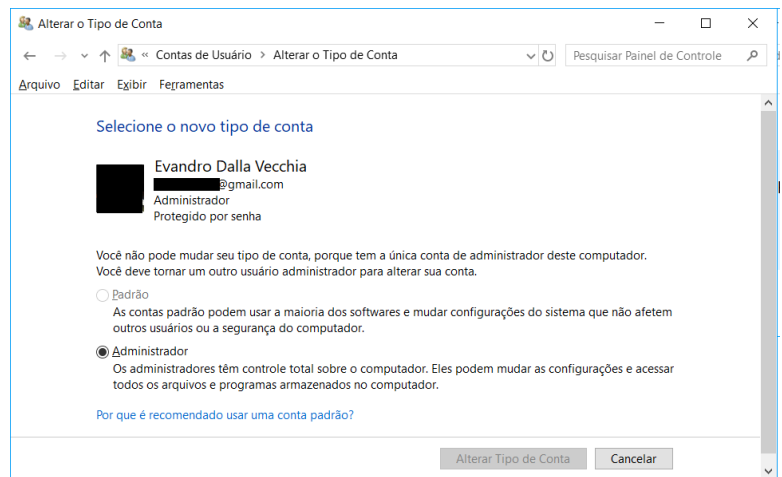 Alterar o Tipo de Conta
« Contas de Usuário > Alterar o Tipo de Conta
Pesquisar Painel de Controle
Arquivo Editar Exibir Ferramentas
Selecione o novo tipo de conta
Evandro Dalla Vecchia
@gmail.com
Administrador
Protegido por senha
Você não pode mudar seu tipo de conta, porque tem a única conta de administrador deste computador.
Você deve tornar um outro usuário administrador para alterar sua conta.
Padrão
As contas padrão podem usar a maioria dos softwares e mudar configurações do sistema que não afetem
outros usuários ou a segurança do computador.
Administrador
Os administradores têm controle total sobre o computador. Eles podem mudar as configurações e acessar
todos os arquivos e programas armazenados no computador.
Por que é recomendado usar uma conta padrão?
Alterar Tipo de Conta Cancelar